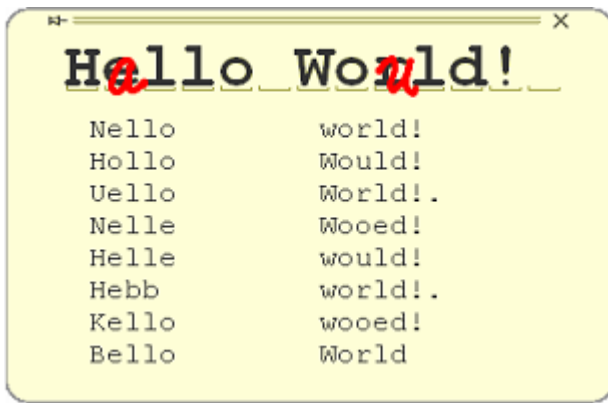 Hello World!
a u
Nello world!
Hollo Would!
Uello World!.
Nelle Wooed!
Helle would!
Hebb world!.
Kello wooed!
Bello World